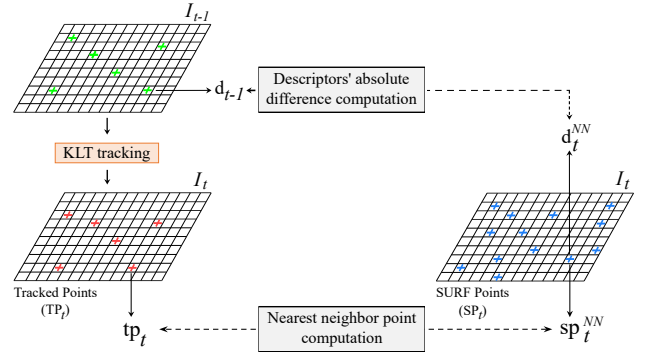 I_{t-1}
d_{t-1}
Descriptors' absolute
difference computation
d_t^{NN}
KLT tracking
I_t
I_t
Tracked Points
(TP_t)
SURF Points
(SP_t)
tp_t
Nearest neighbor point
computation
sp_t^{NN}